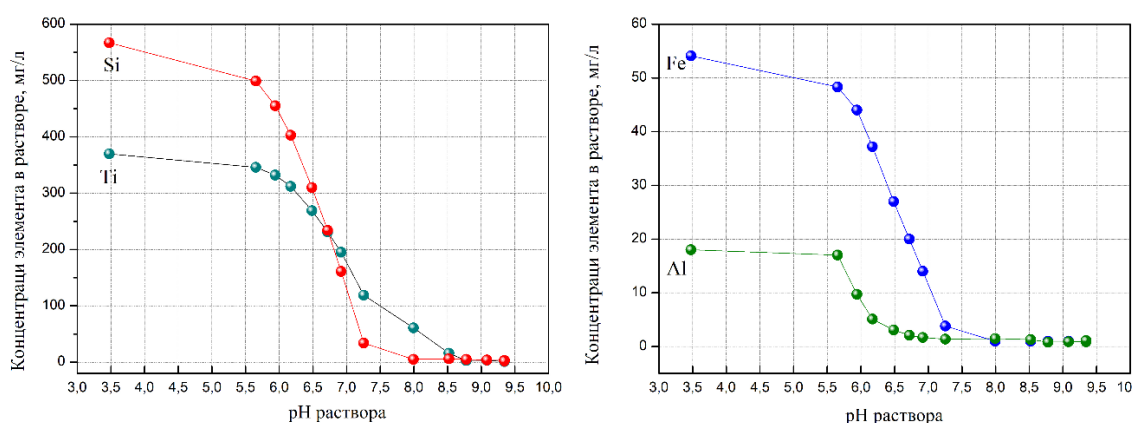 Концентраци элемента в растворе, мг/л
600
500
400
300
200
100
0
Si
Ti
3,0 3,5 4,0 4,5 5,0 5,5 6,0 6,5 7,0 7,5 8,0 8,5 9,0 9,5 10,0
pH раствора
Концентраци элемента в растворе, мг/л
60
50
40
30
20
10
0
Fe
Al
3,0 3,5 4,0 4,5 5,0 5,5 6,0 6,5 7,0 7,5 8,0 8,5 9,0 9,5 10
pH раствора